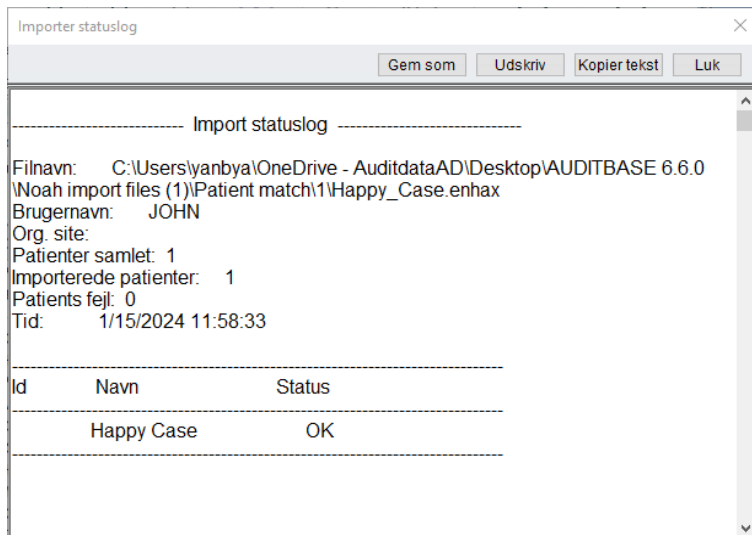 Importer statuslog
Gem som Udskriv Kopier tekst Luk
---------------------------- Import statuslog ------------------------------
Filnavn: C:\Users\yanbya\OneDrive - AuditdataAD\Desktop\AUDITBASE 6.6.0
\Noah import files (1)\Patient match\1\Happy_Case.enhax
Brugernavn: JOHN
Org. site:
Patienter samlet: 1
Importerede patienter: 1
Patients fejl: 0
Tid: 1/15/2024 11:58:33
--------------------------------------------------------------------------------
Id Navn Status
--------------------------------------------------------------------------------
Happy Case OK
--------------------------------------------------------------------------------